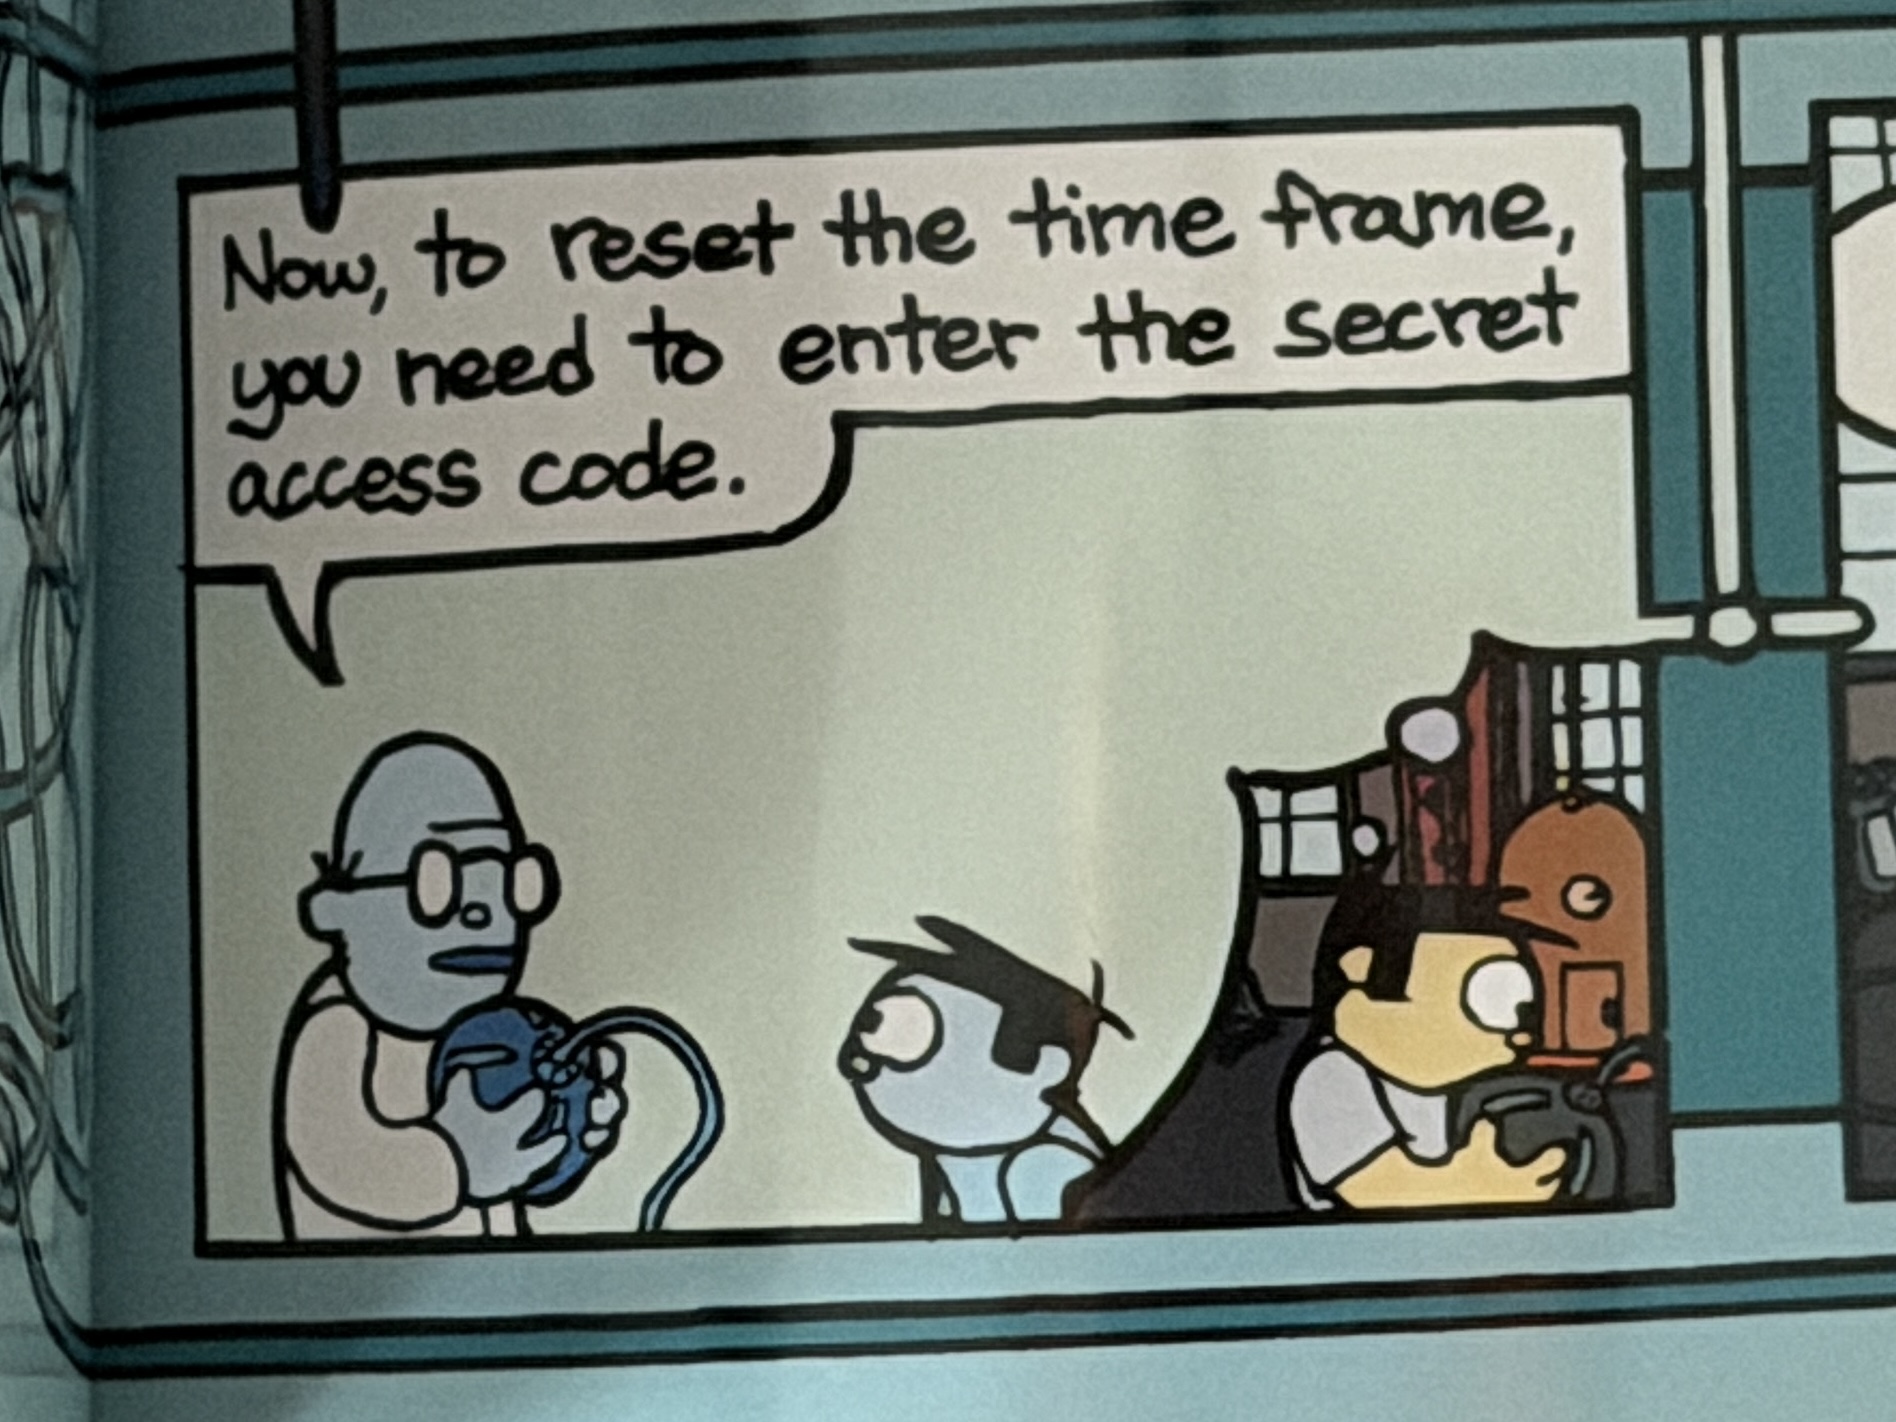 Now, to reset the time frame,
you need to enter the secret
access code.